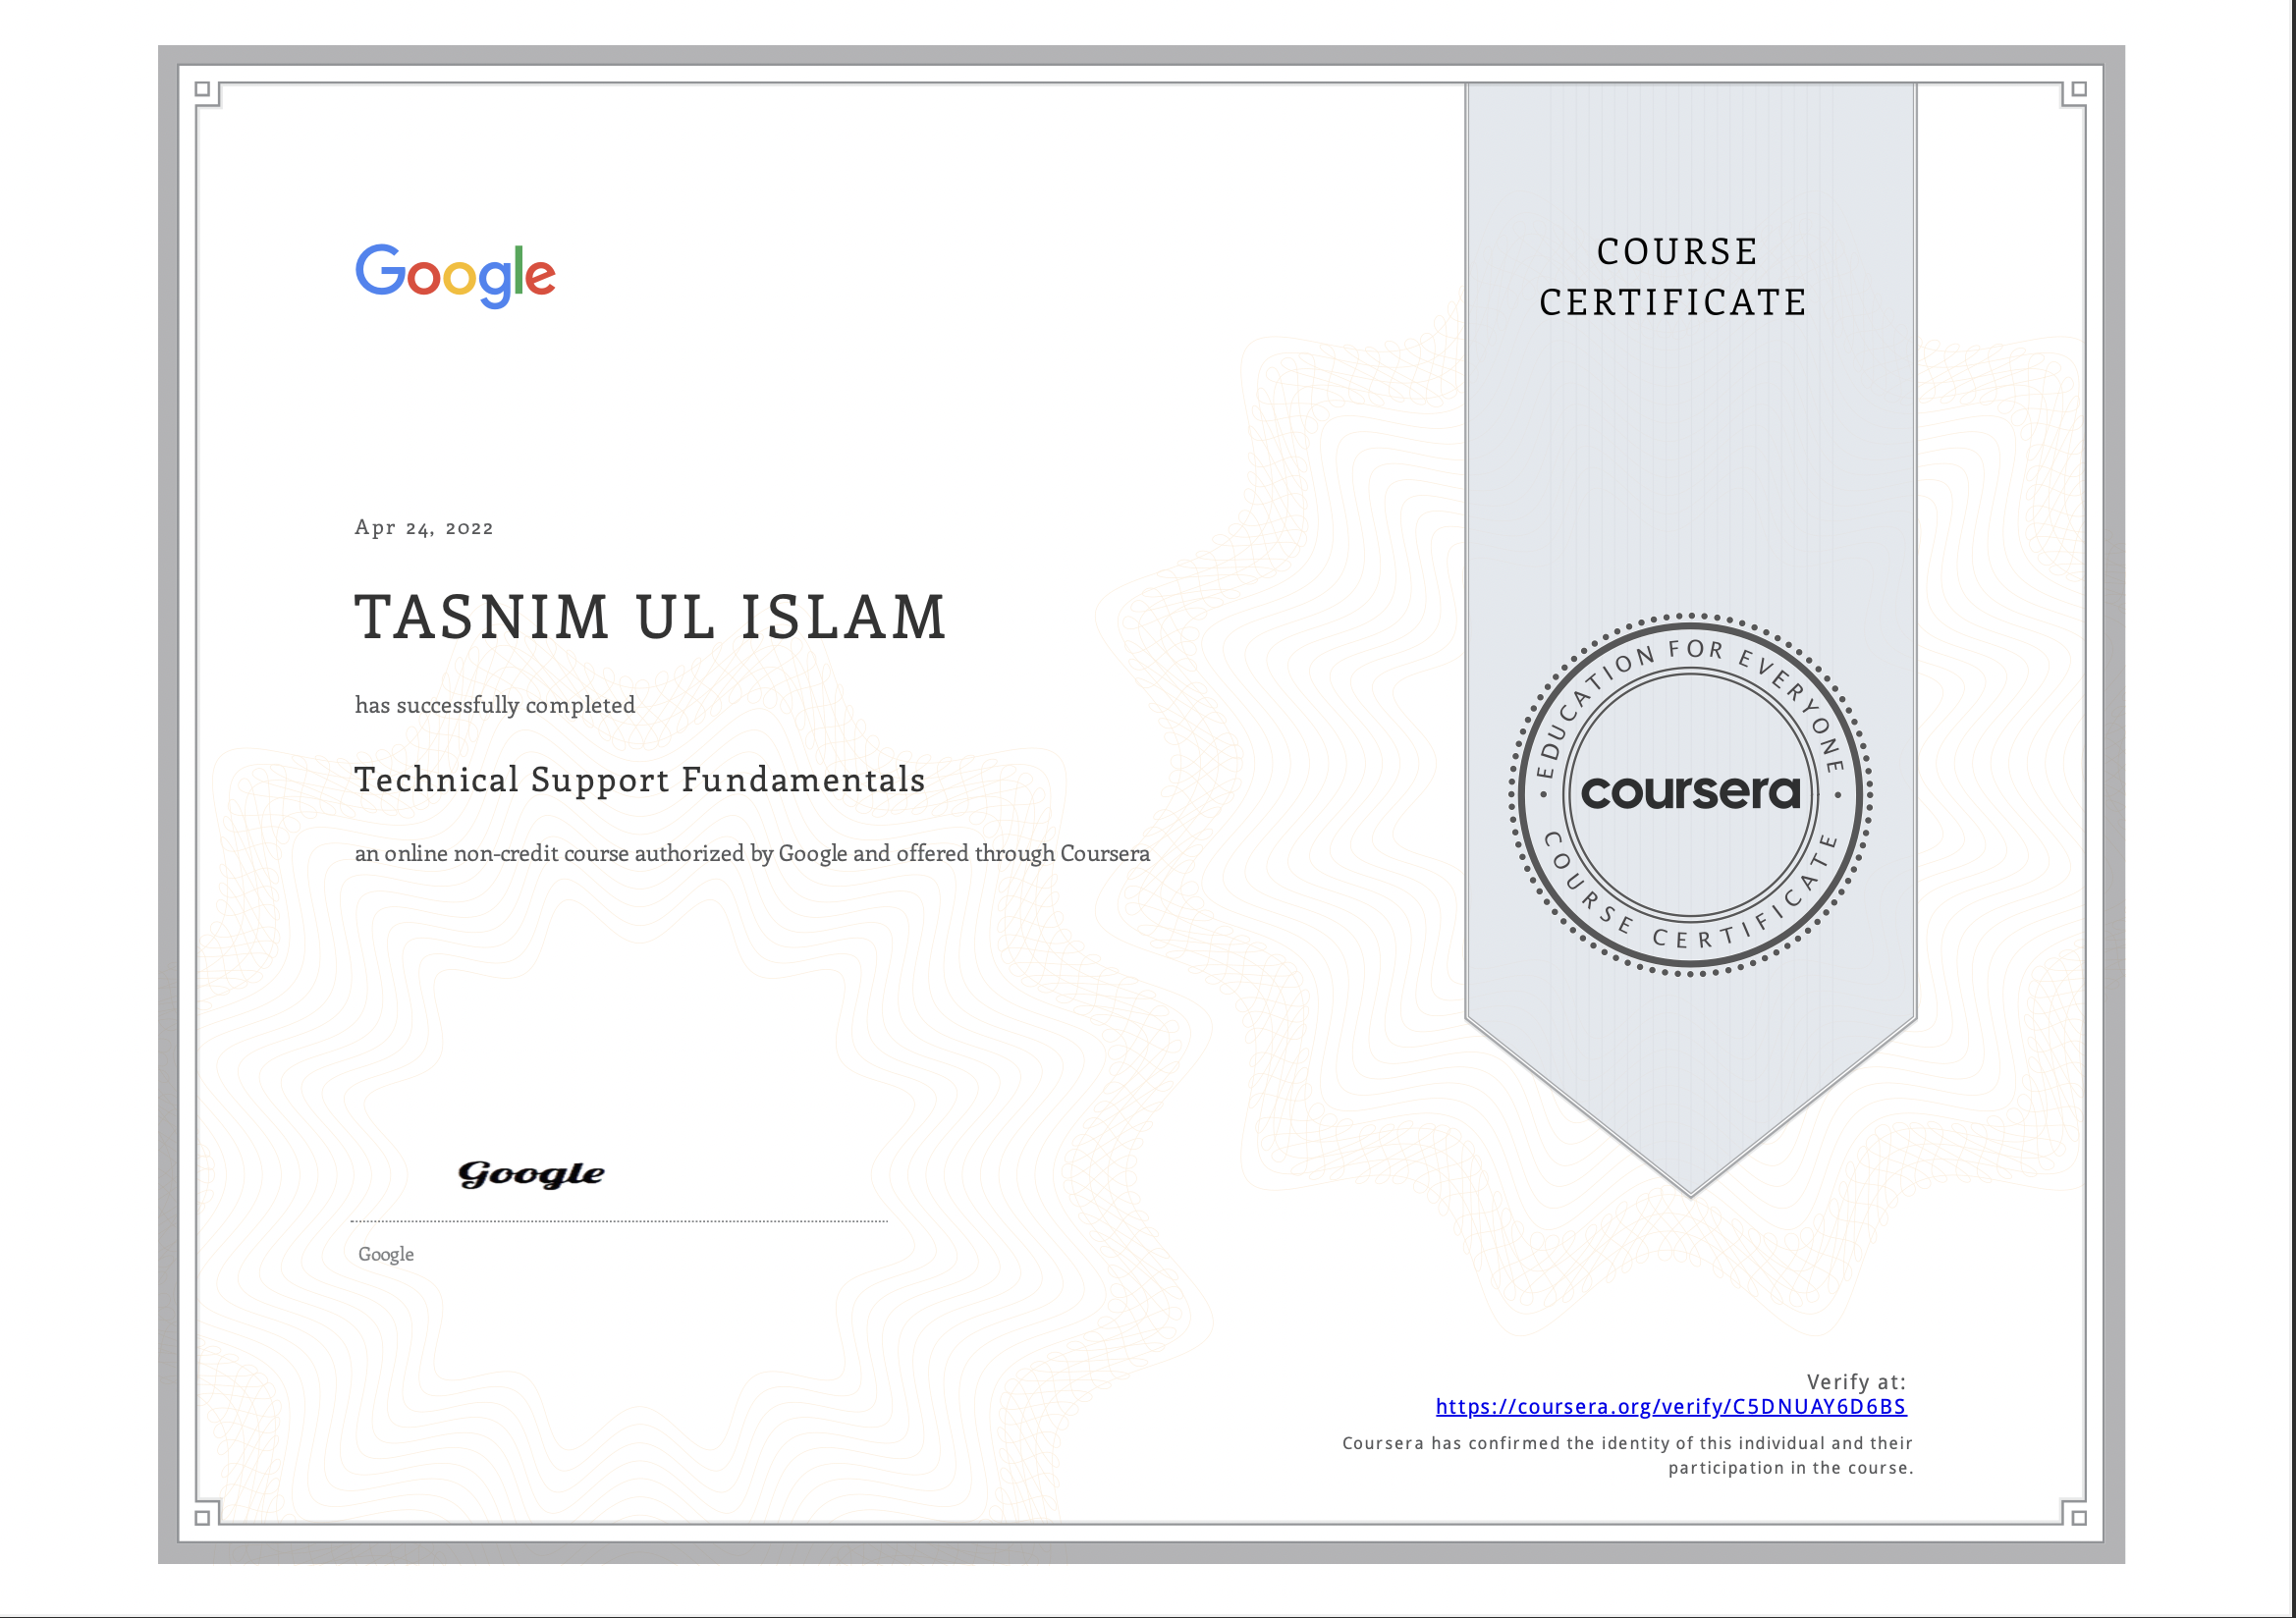 Google
COURSE
CERTIFICATE
Apr 24, 2022
TASNIM UL ISLAM
has successfully completed
Technical Support Fundamentals
an online non-credit course authorized by Google and offered through Coursera
EDUCATION FOR EVERYONE
coursera
COURSE CERTIFICATE
Google
Google
Verify at:
https://coursera.org/verify/C5DNUAY6D6BS
Coursera has confirmed the identity of this individual and their
participation in the course.